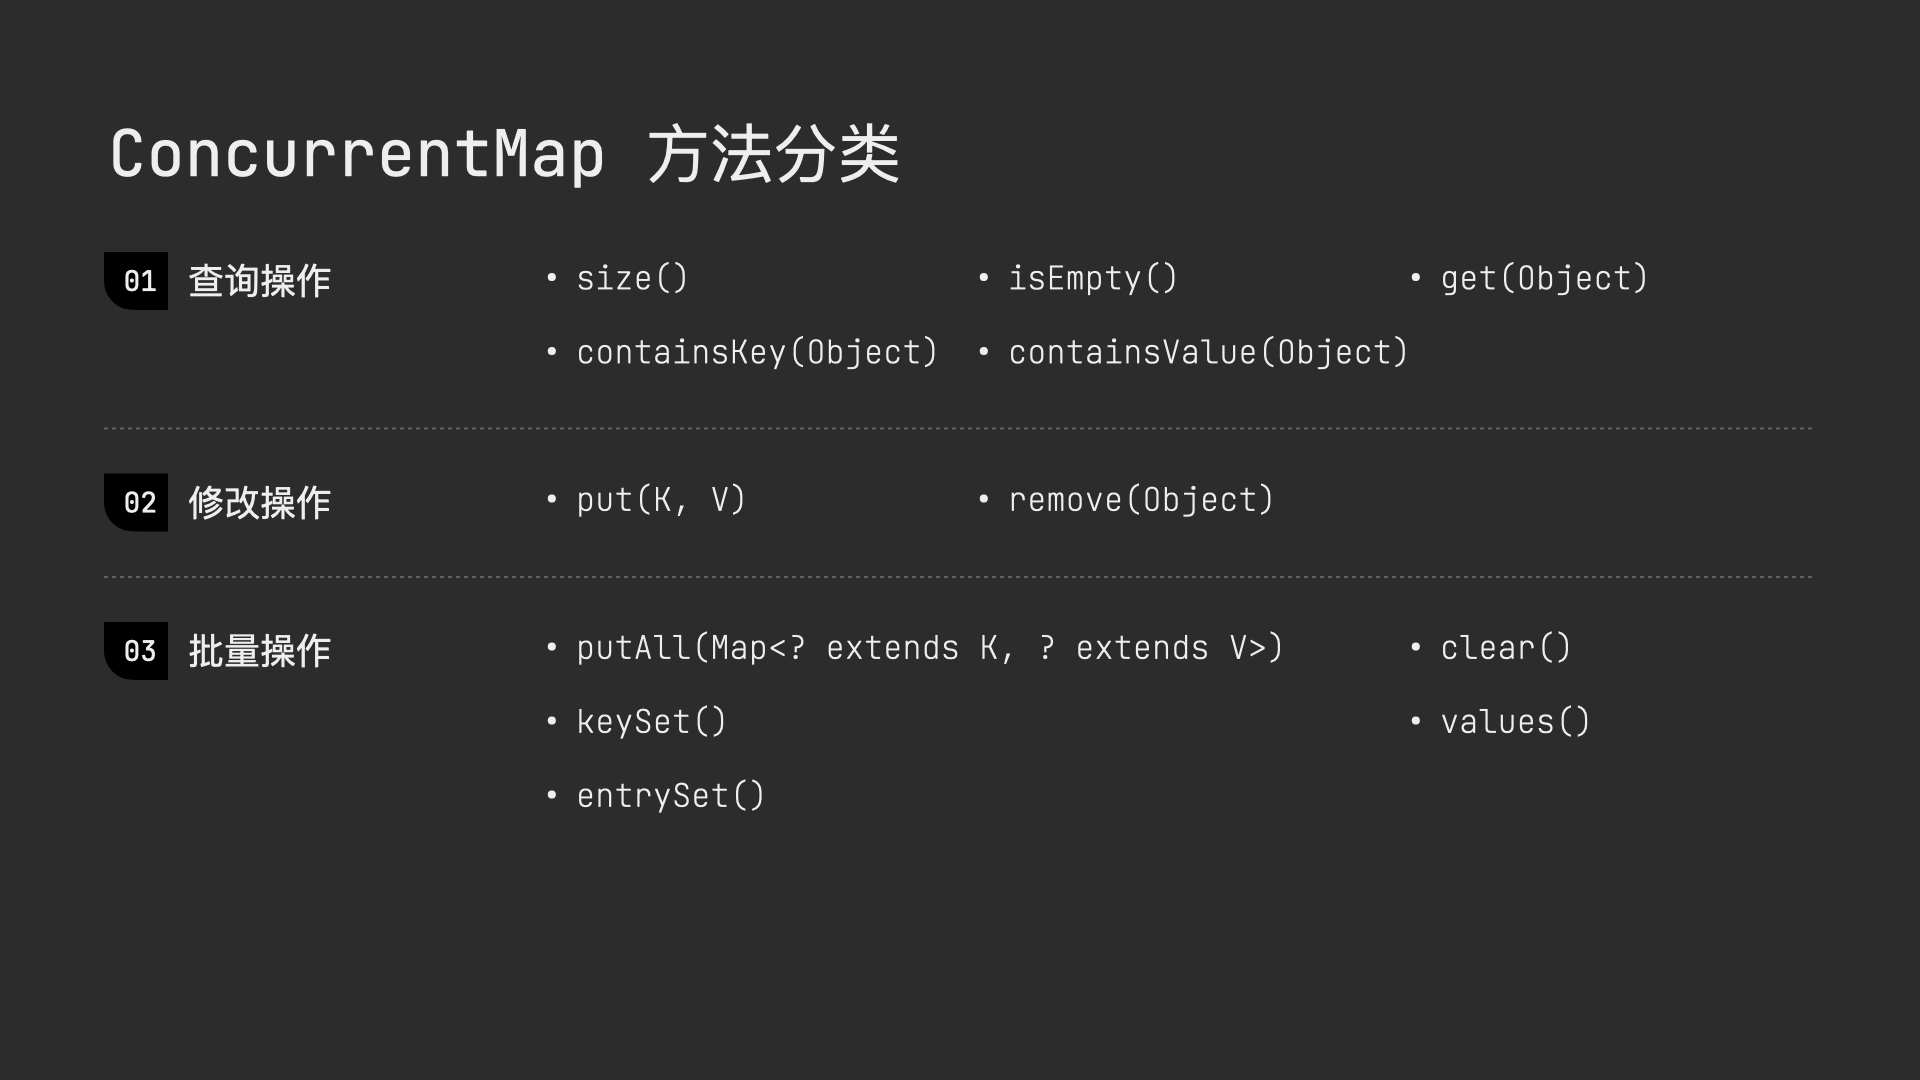 ConcurrentMap 方法分类
01 查询操作
• size() • isEmpty() • get(Object)
• containsKey(Object) • containsValue(Object)
02 修改操作
• put(K, V) • remove(Object)
03 批量操作
• putAll(Map<? extends K, ? extends V>) • clear()
• keySet() • values()
• entrySet()